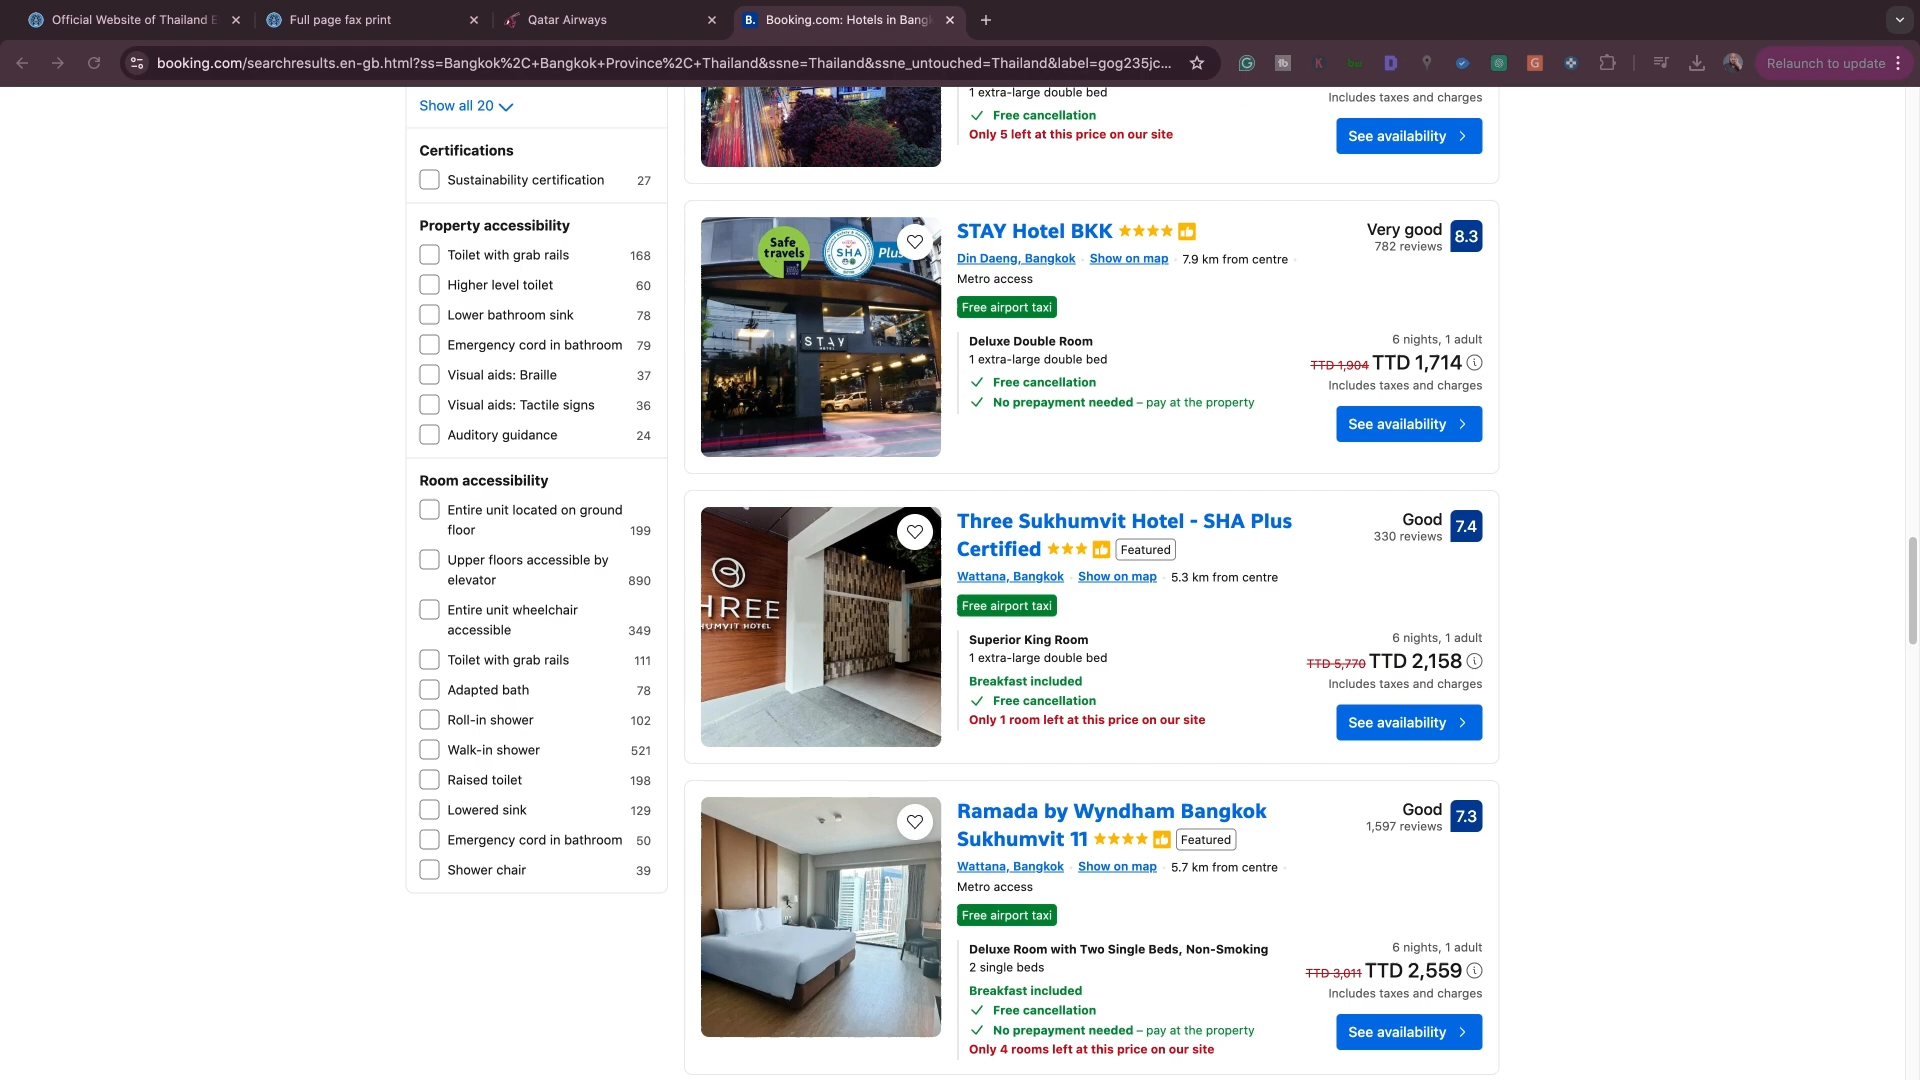 Official Website of Thailand E
Full page fax print
Qatar Airways
B. Booking.com: Hotels in Bangk
booking.com/searchresults.en-gb.html?ss=Bangkok%2C+Bangkok+Province%2C+Thailand&ssne=Thailand&ssne_untouched=Thailand&label=gog235jc...
Relaunch to update
Show all 20
Certifications
Sustainability certification 27
Property accessibility
Toilet with grab rails 168
Higher level toilet 60
Lower bathroom sink 78
Emergency cord in bathroom 79
Visual aids: Braille 37
Visual aids: Tactile signs 36
Auditory guidance 24
Room accessibility
Entire unit located on ground
floor 199
Upper floors accessible by
elevator 890
Entire unit wheelchair
accessible 349
Toilet with grab rails 111
Adapted bath 78
Roll-in shower 102
Walk-in shower 521
Raised toilet 198
Lowered sink 129
Emergency cord in bathroom 50
Shower chair 39
1 extra-large double bed
Free cancellation
Only 5 left at this price on our site
Includes taxes and charges
See availability
Safe
travels
SHA
Plus
STAY
STAY Hotel BKK
Din Daeng, Bangkok Show on map 7.9 km from centre
Metro access
Free airport taxi
Deluxe Double Room
1 extra-large double bed
Free cancellation
No prepayment needed – pay at the property
Very good
782 reviews
8.3
6 nights, 1 adult
TTD 1,904 TTD 1,714
Includes taxes and charges
See availability
HREE
HUMVIT HOTEL
Three Sukhumvit Hotel - SHA Plus
Certified Featured
Wattana, Bangkok Show on map 5.3 km from centre
Free airport taxi
Superior King Room
1 extra-large double bed
Breakfast included
Free cancellation
Only 1 room left at this price on our site
Good
330 reviews
7.4
6 nights, 1 adult
TTD 5,770 TTD 2,158
Includes taxes and charges
See availability
Ramada by Wyndham Bangkok
Sukhumvit 11 Featured
Wattana, Bangkok Show on map 5.7 km from centre
Metro access
Free airport taxi
Deluxe Room with Two Single Beds, Non-Smoking
2 single beds
Breakfast included
Free cancellation
No prepayment needed – pay at the property
Only 4 rooms left at this price on our site
Good
1,597 reviews
7.3
6 nights, 1 adult
TTD 3,011 TTD 2,559
Includes taxes and charges
See availability